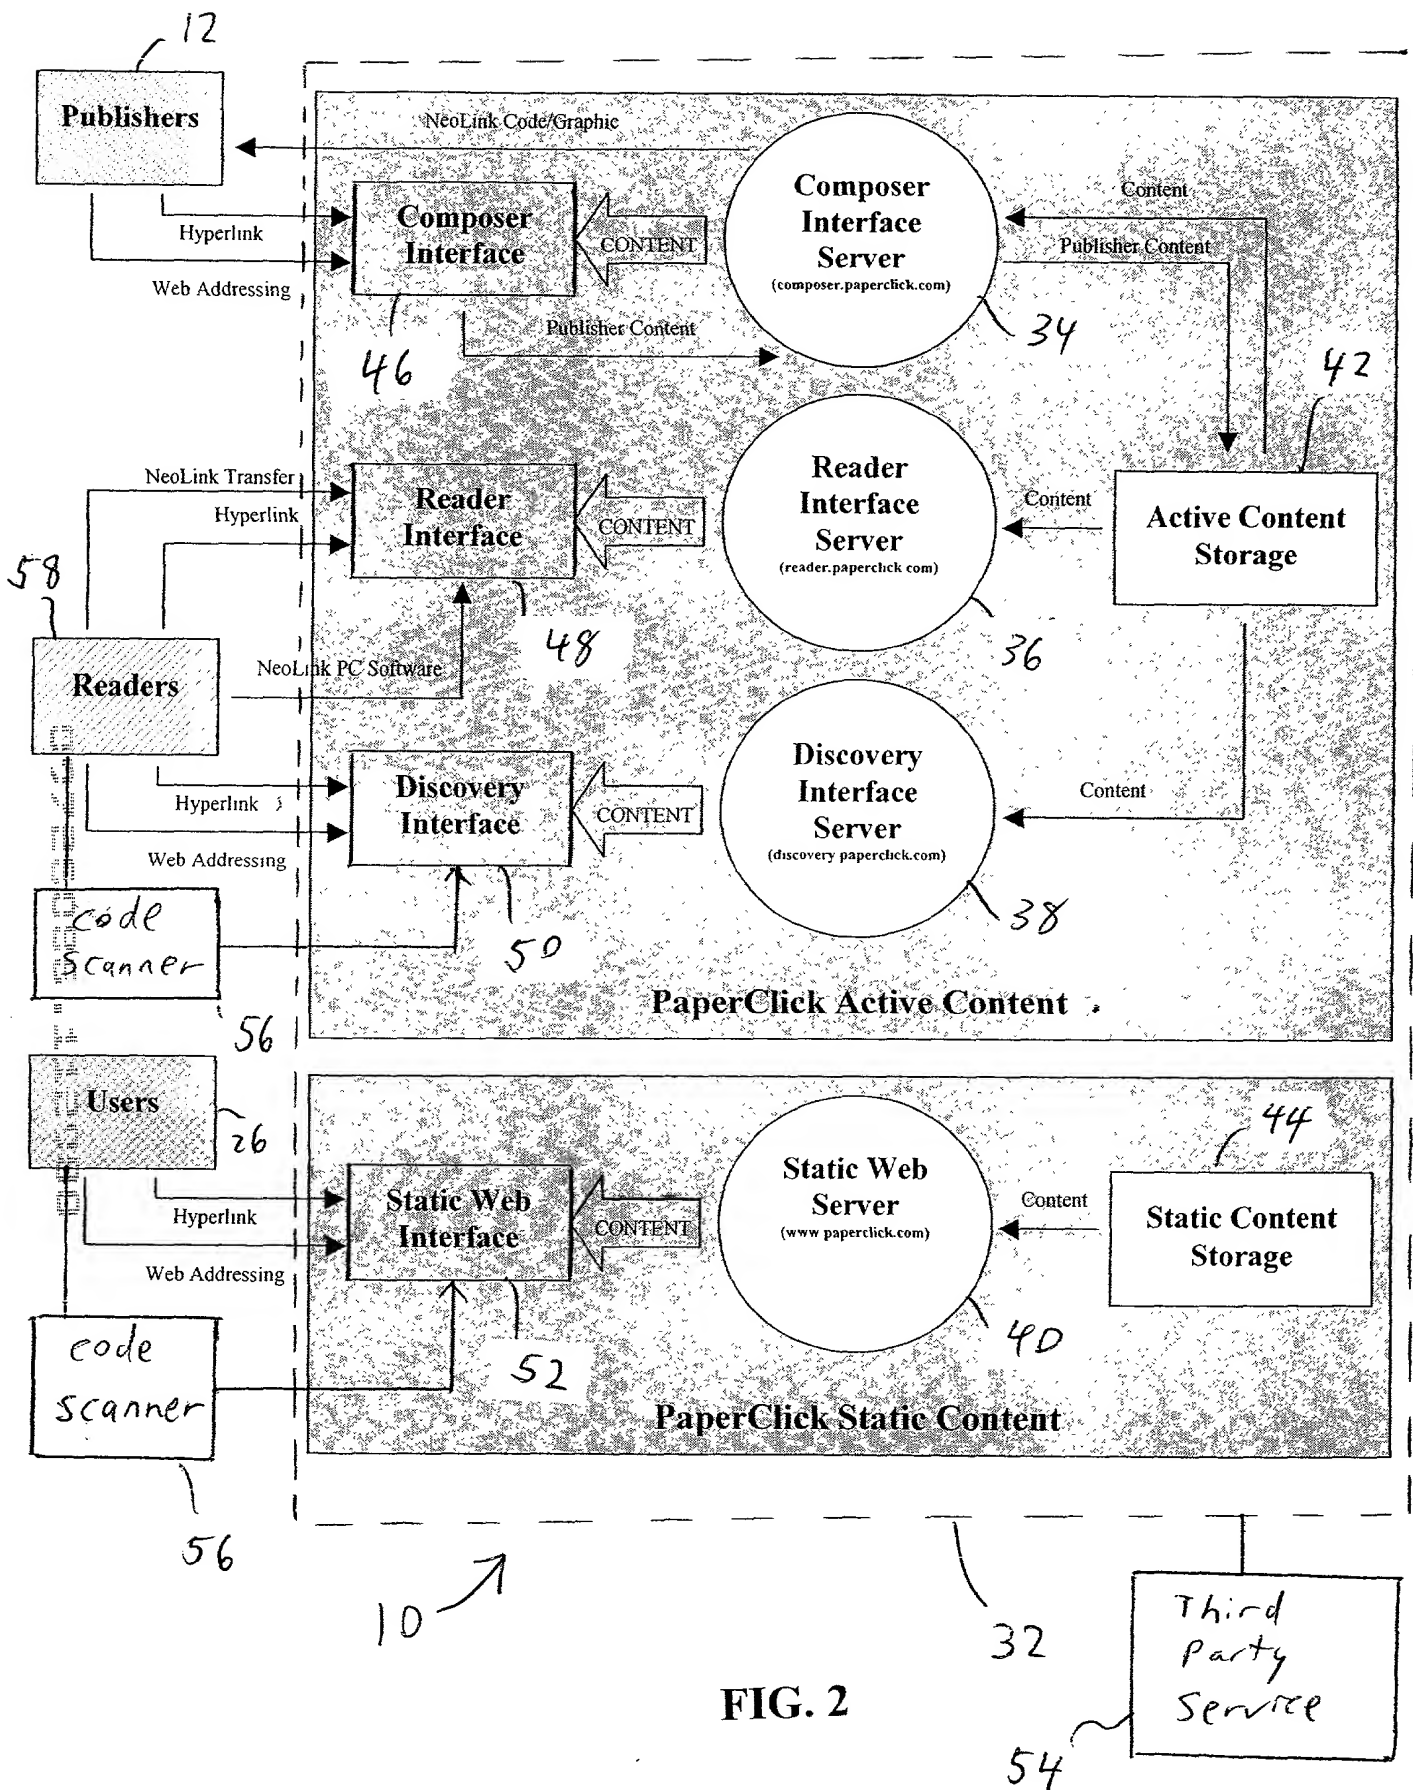 12
Publishers
NeoLink Code/Graphic
Composer
Interface
Server
(composer.paperclick.com)
Content
Composer
Interface
CONTENT
Hyperlink
Publisher Content
Web Addressing
Publisher Content
34
46
42
NeoLink Transfer
Reader
Interface
Server
(reader.paperclick com)
Hyperlink
Reader
Interface
CONTENT
Content
Active Content
Storage
58
48
36
Readers
NeoLink PC Software
Discovery
Interface
Server
(discovery paperclick.com)
Hyperlink
Discovery
Interface
CONTENT
Content
Web Addressing
code
scanner
50
38
56
PaperClick Active Content
Users
26
44
Static Web
Server
(www paperclick.com)
Static Web
Interface
CONTENT
Content
Static Content
Storage
Hyperlink
Web Addressing
code
scanner
52
40
PaperClick Static Content
56
10
32
Third
Party
Service
FIG. 2
54